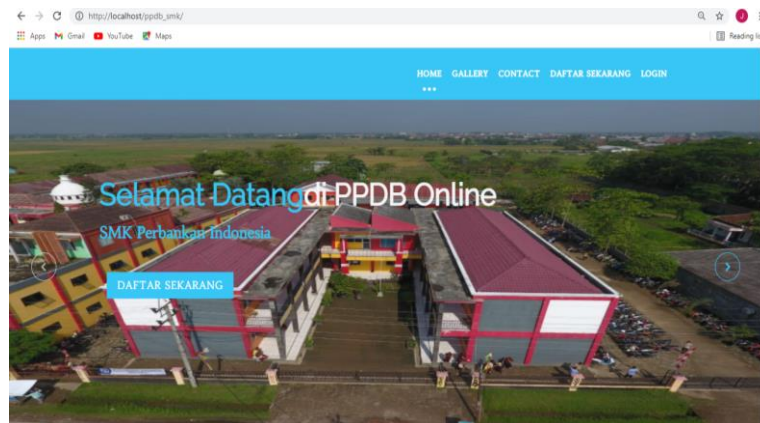 http://localhost/ppdb_smk/
Apps Gmail YouTube Maps Reading lis
HOME GALLERY CONTACT DAFTAR SEKARANG LOGIN
Selamat Datang di PPDB Online
SMK Perbankan Indonesia
DAFTAR SEKARANG